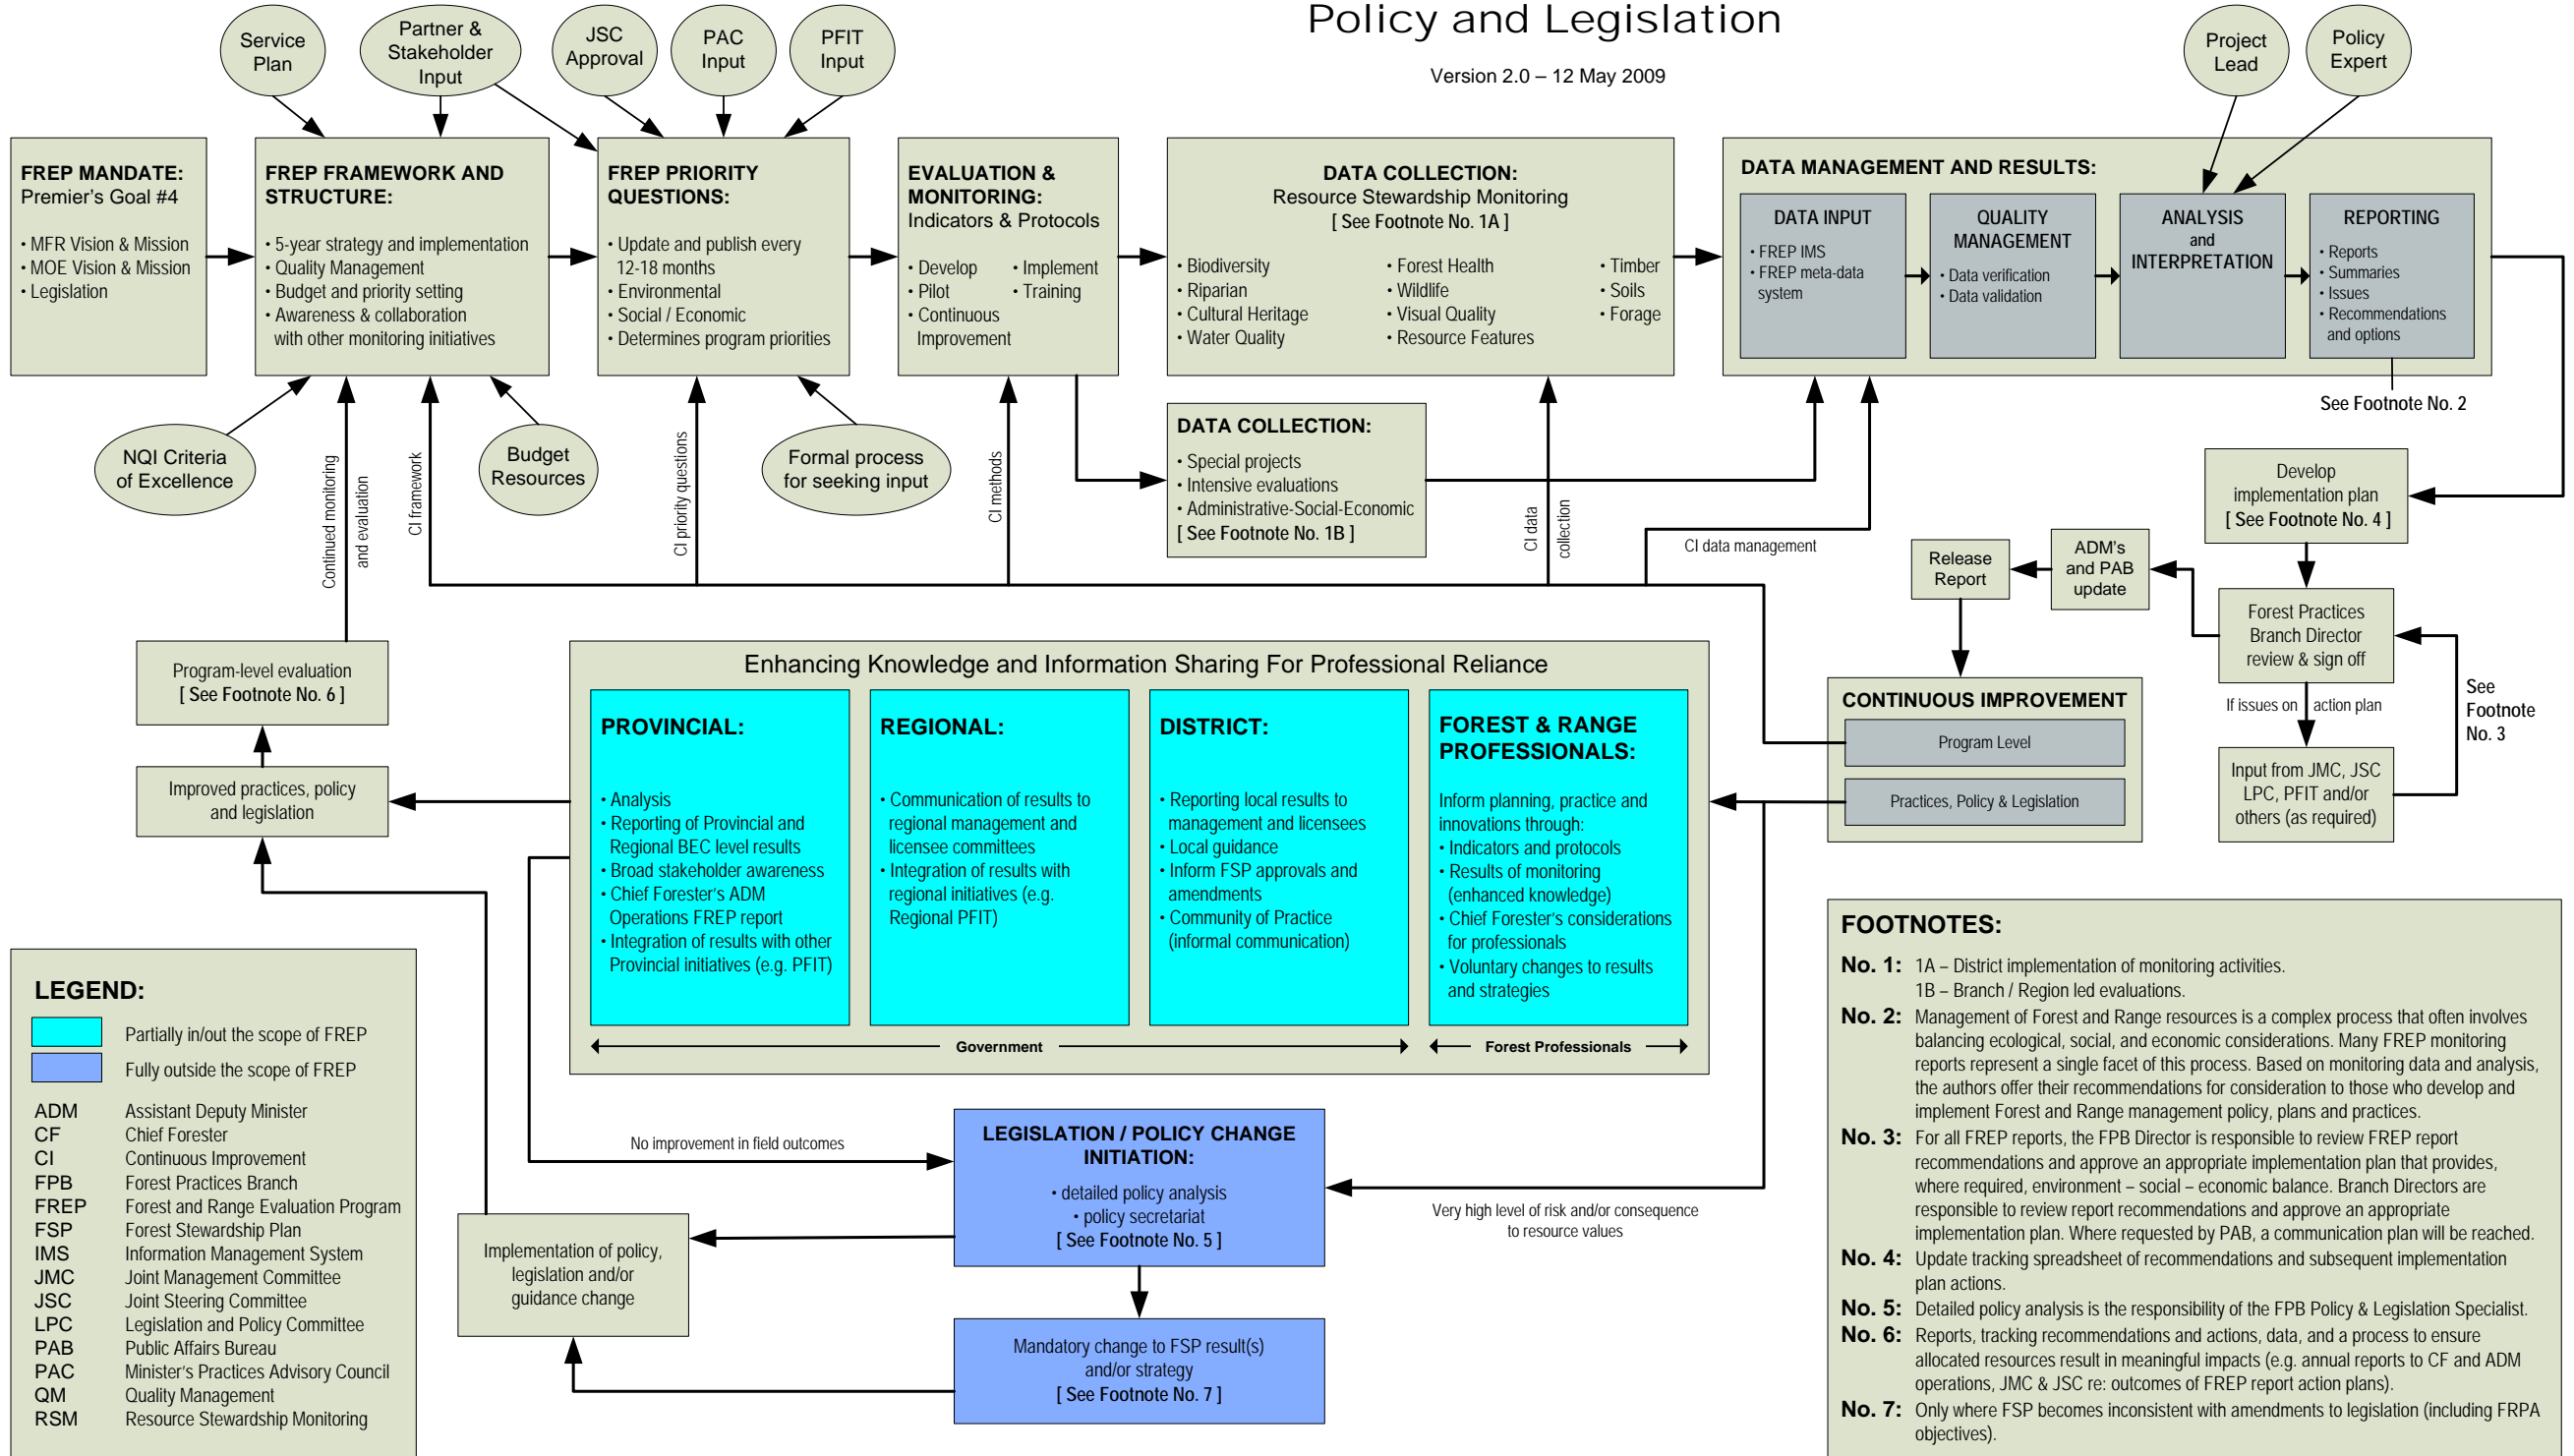 Policy and Legislation
Version 2.0 – 12 May 2009
Service
Plan
Partner &
Stakeholder
Input
JSC
Approval
PAC
Input
PFIT
Input
Project
Lead
Policy
Expert
FREP MANDATE:
Premier's Goal #4
• MFR Vision & Mission
• MOE Vision & Mission
• Legislation
FREP FRAMEWORK AND
STRUCTURE:
• 5-year strategy and implementation
• Quality Management
• Budget and priority setting
• Awareness & collaboration
with other monitoring initiatives
FREP PRIORITY
QUESTIONS:
• Update and publish every
12-18 months
• Environmental
• Social / Economic
• Determines program priorities
EVALUATION &
MONITORING:
Indicators & Protocols
• Develop
• Pilot
• Continuous
Improvement
• Implement
• Training
DATA COLLECTION:
Resource Stewardship Monitoring
[ See Footnote No. 1A ]
• Biodiversity
• Riparian
• Cultural Heritage
• Water Quality
• Forest Health
• Wildlife
• Visual Quality
• Resource Features
• Timber
• Soils
• Forage
DATA MANAGEMENT AND RESULTS:
DATA INPUT
• FREP IMS
• FREP meta-data
system
QUALITY
MANAGEMENT
• Data verification
• Data validation
ANALYSIS
and
INTERPRETATION
REPORTING
• Reports
• Summaries
• Issues
• Recommendations
and options
See Footnote No. 2
NQI Criteria
of Excellence
Continued monitoring
and evaluation
CI framework
Budget
Resources
CI priority questions
Formal process
for seeking input
CI methods
DATA COLLECTION:
• Special projects
• Intensive evaluations
• Administrative-Social-Economic
[ See Footnote No. 1B ]
CI data
collection
CI data management
Develop
implementation plan
[ See Footnote No. 4 ]
Release
Report
ADM's
and PAB
update
Forest Practices
Branch Director
review & sign off
If issues on action plan
See
Footnote
No. 3
Input from JMC, JSC
LPC, PFIT and/or
others (as required)
CONTINUOUS IMPROVEMENT
Program Level
Practices, Policy & Legislation
Program-level evaluation
[ See Footnote No. 6 ]
Improved practices, policy
and legislation
Enhancing Knowledge and Information Sharing For Professional Reliance
PROVINCIAL:
• Analysis
• Reporting of Provincial and
Regional BEC level results
• Broad stakeholder awareness
• Chief Forester's ADM
Operations FREP report
• Integration of results with other
Provincial initiatives (e.g. PFIT)
REGIONAL:
• Communication of results to
regional management and
licensee committees
• Integration of results with
regional initiatives (e.g.
Regional PFIT)
DISTRICT:
• Reporting local results to
management and licensees
• Local guidance
• Inform FSP approvals and
amendments
• Community of Practice
(informal communication)
FOREST & RANGE
PROFESSIONALS:
Inform planning, practice and
innovations through:
• Indicators and protocols
• Results of monitoring
(enhanced knowledge)
• Chief Forester's considerations
for professionals
• Voluntary changes to results
and strategies
Government
Forest Professionals
No improvement in field outcomes
LEGISLATION / POLICY CHANGE
INITIATION:
• detailed policy analysis
• policy secretariat
[ See Footnote No. 5 ]
Very high level of risk and/or consequence
to resource values
Implementation of policy,
legislation and/or
guidance change
Mandatory change to FSP result(s)
and/or strategy
[ See Footnote No. 7 ]
LEGEND:
Partially in/out the scope of FREP
Fully outside the scope of FREP
ADM Assistant Deputy Minister
CF Chief Forester
CI Continuous Improvement
FPB Forest Practices Branch
FREP Forest and Range Evaluation Program
FSP Forest Stewardship Plan
IMS Information Management System
JMC Joint Management Committee
JSC Joint Steering Committee
LPC Legislation and Policy Committee
PAB Public Affairs Bureau
PAC Minister's Practices Advisory Council
QM Quality Management
RSM Resource Stewardship Monitoring
FOOTNOTES:
No. 1: 1A – District implementation of monitoring activities.
1B – Branch / Region led evaluations.
No. 2: Management of Forest and Range resources is a complex process that often involves
balancing ecological, social, and economic considerations. Many FREP monitoring
reports represent a single facet of this process. Based on monitoring data and analysis,
the authors offer their recommendations for consideration to those who develop and
implement Forest and Range management policy, plans and practices.
No. 3: For all FREP reports, the FPB Director is responsible to review FREP report
recommendations and approve an appropriate implementation plan that provides,
where required, environment – social – economic balance. Branch Directors are
responsible to review report recommendations and approve an appropriate
implementation plan. Where requested by PAB, a communication plan will be reached.
No. 4: Update tracking spreadsheet of recommendations and subsequent implementation
plan actions.
No. 5: Detailed policy analysis is the responsibility of the FPB Policy & Legislation Specialist.
No. 6: Reports, tracking recommendations and actions, data, and a process to ensure
allocated resources result in meaningful impacts (e.g. annual reports to CF and ADM
operations, JMC & JSC re: outcomes of FREP report action plans).
No. 7: Only where FSP becomes inconsistent with amendments to legislation (including FRPA
objectives).